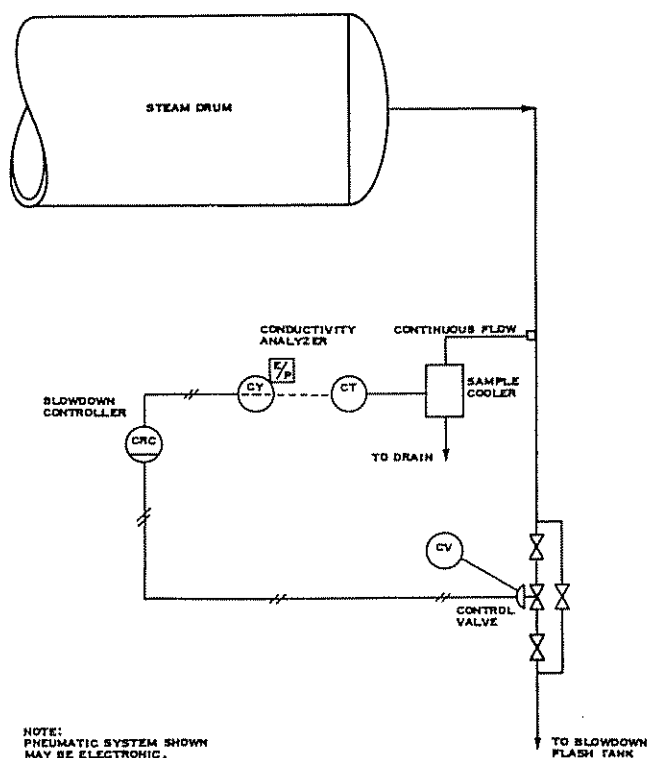 STEAM DRUM
CONTINUOUS FLOW
CONDUCTIVITY
ANALYZER
E/P
CY
CT
SAMPLE
COOLER
BLOWDOWN
CONTROLLER
CRC
TO DRAIN
CV
CONTROL
VALVE
NOTE:
PNEUMATIC SYSTEM SHOWN
MAY BE ELECTRONIC.
TO BLOWDOWN
FLASH TANK